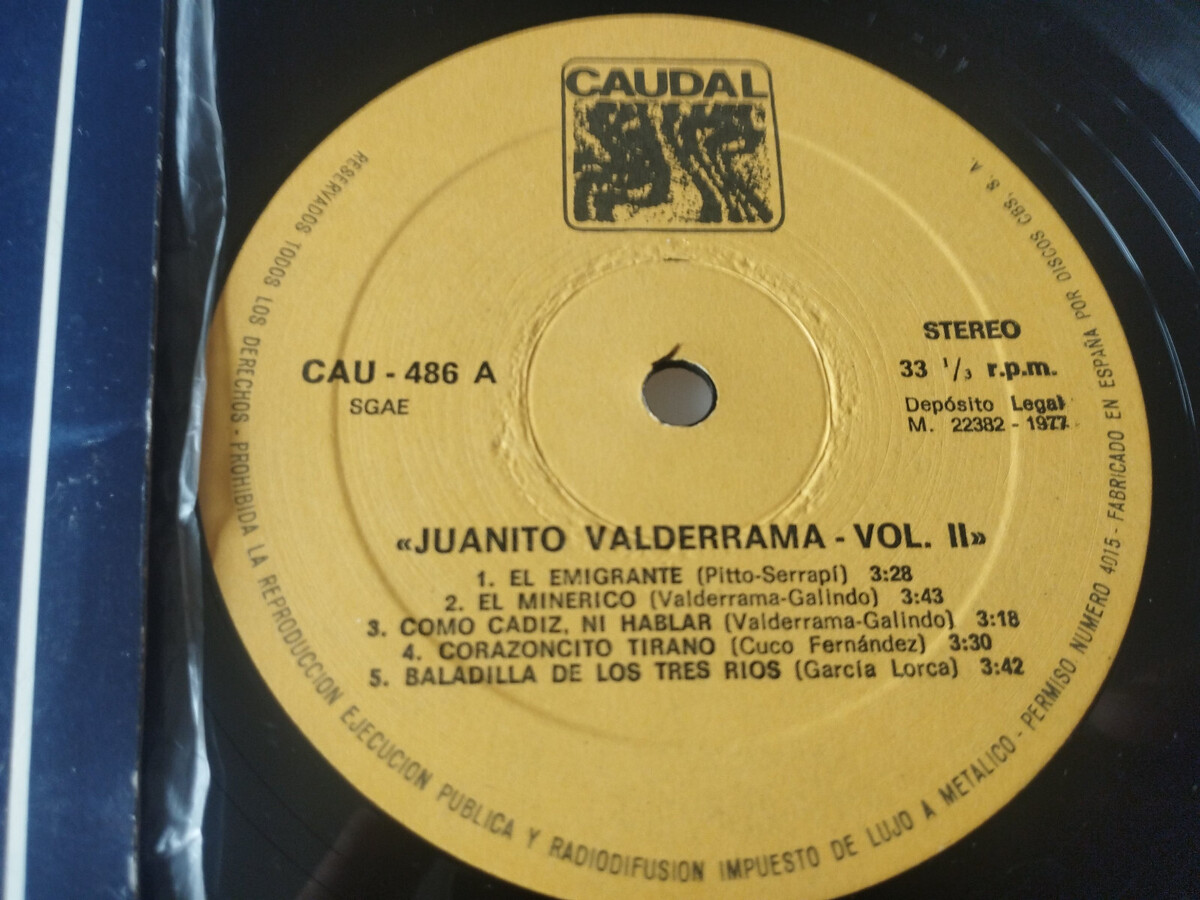 CAUDAL
CAU - 486 A
SGAE
STEREO
33 1/3 r.p.m.
Depósito Legal
M. 22382 - 1977
«JUANITO VALDERRAMA - VOL. II»
1. EL EMIGRANTE (Pitto-Serrapí) 3:28
2. EL MINERICO (Valderrama-Galindo) 3:43
3. COMO CADIZ, NI HABLAR (Valderrama-Galindo) 3:18
4. CORAZONCITO TIRANO (Cuco Fernández) 3:30
5. BALADILLA DE LOS TRES RIOS (García Lorca) 3:42
RESERVADOS TODOS LOS DERECHOS - PROHIBIDA LA REPRODUCCION EJECUCION PUBLICA Y RADIODIFUSION IMPUESTO DE LUJO A METALICO - PERMISO NUMERO 4015 - FABRICADO EN ESPAÑA POR DISCOS CBS, S. A.